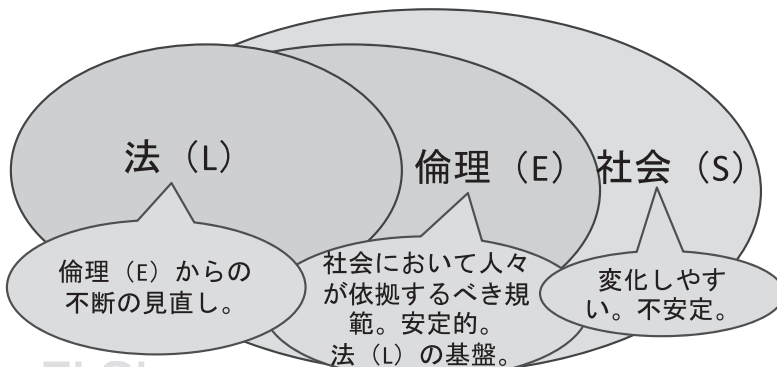 法（L）
倫理（E）
社会（S）
倫理（E）からの
不断の見直し。
社会において人々
が依拠するべき規
範。安定的。
法（L）の基盤。
変化しやす
い。不安定。